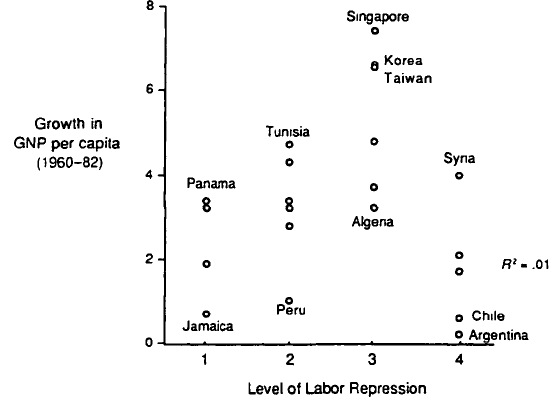 8
Singapore
Korea
Taiwan
6
Growth in
GNP per capita
(1960–82)
Tunisia
4
Panama
Syria
Algeria
2
R² = .01
Peru
Chile
Jamaica
Argentina
0
1 2 3 4
Level of Labor Repression